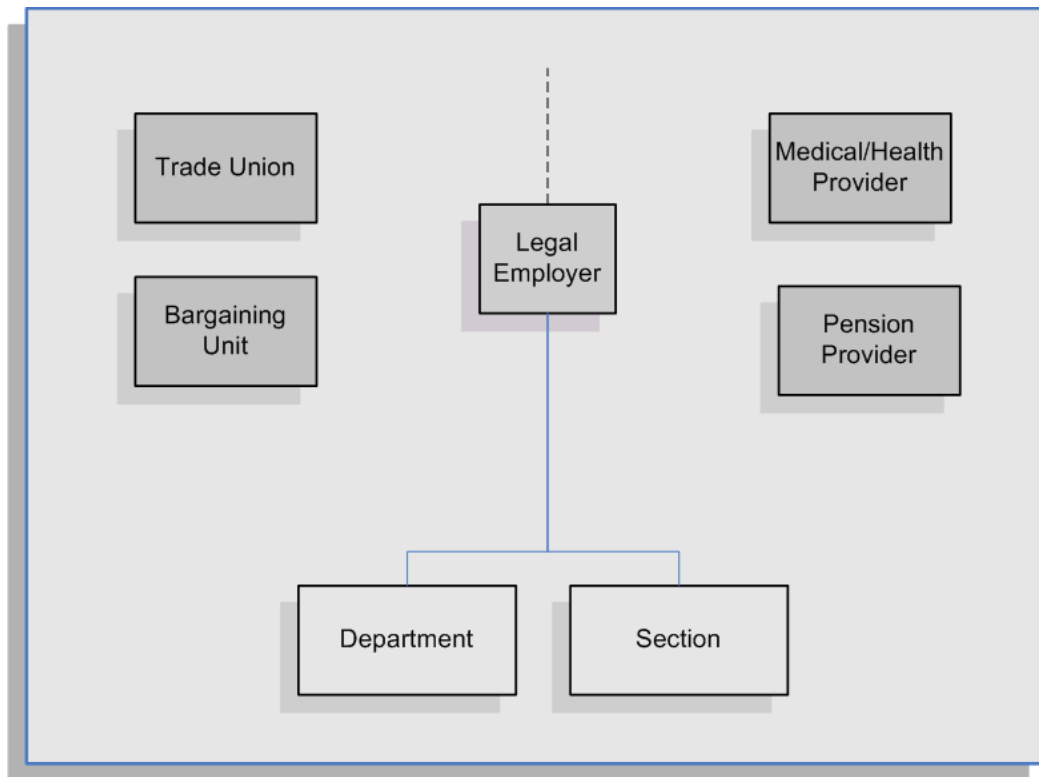 Trade Union
Medical/Health
Provider
Legal
Employer
Bargaining
Unit
Pension
Provider
Department
Section